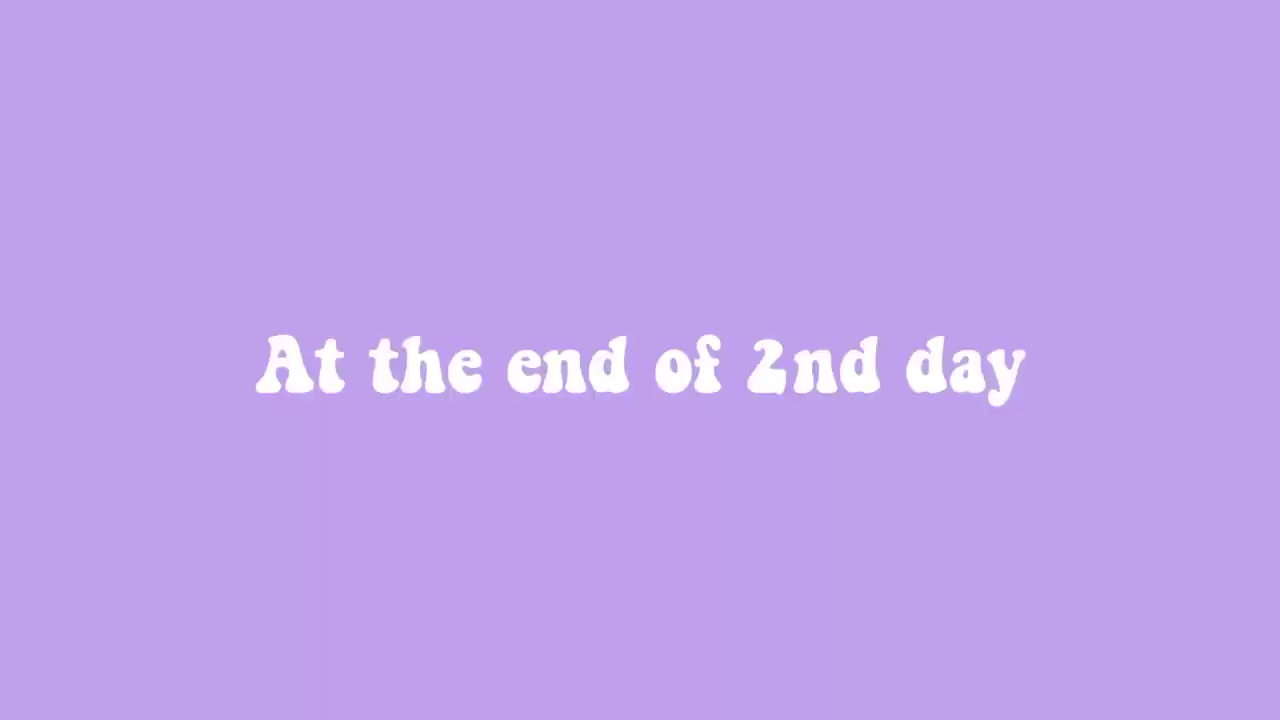 At the end of 2nd day